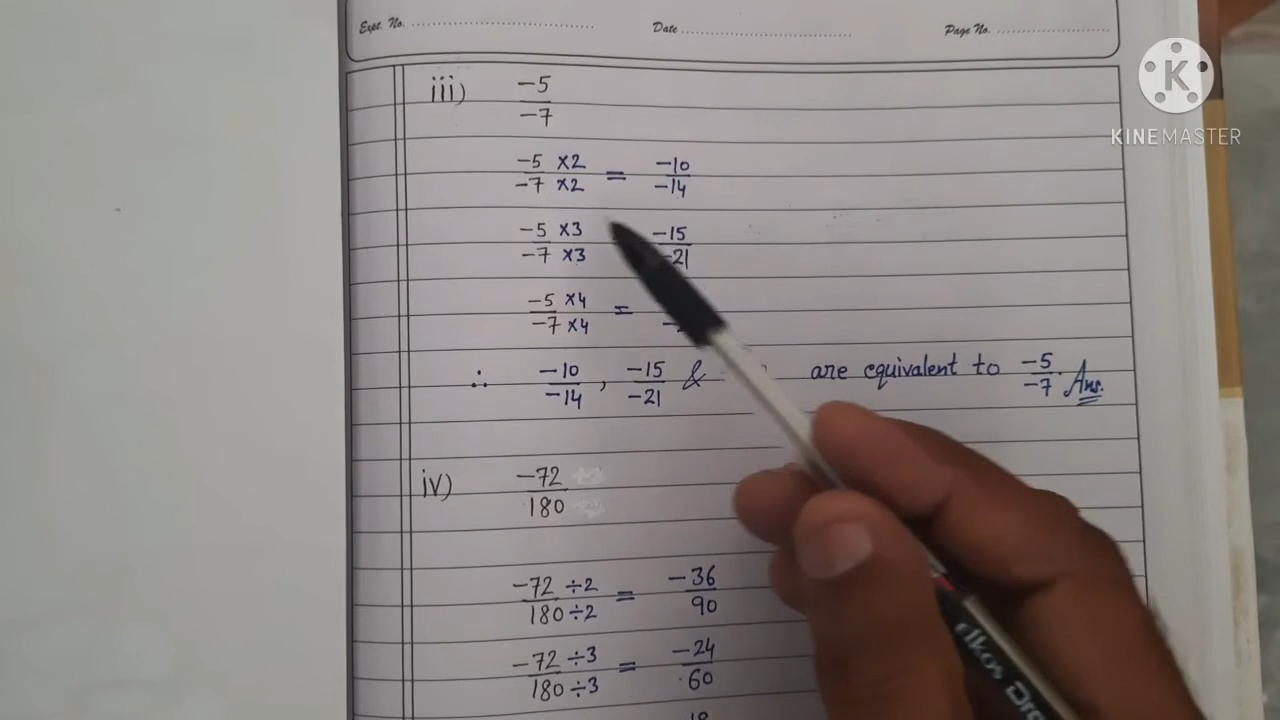 Expt. No. Date Page No.
KINEMASTER
iii) -5/-7
-5 ×2/-7 ×2 = -10/-14
-5 ×3/-7 ×3 -15/-21
-5 ×4/-7 ×4 =
∴ -10/-14 , -15/-21 & are equivalent to -5/-7. Ans.
iv) -72/180
-72 ÷2/180 ÷2 = -36/90
-72 ÷3/180 ÷3 = -24/60